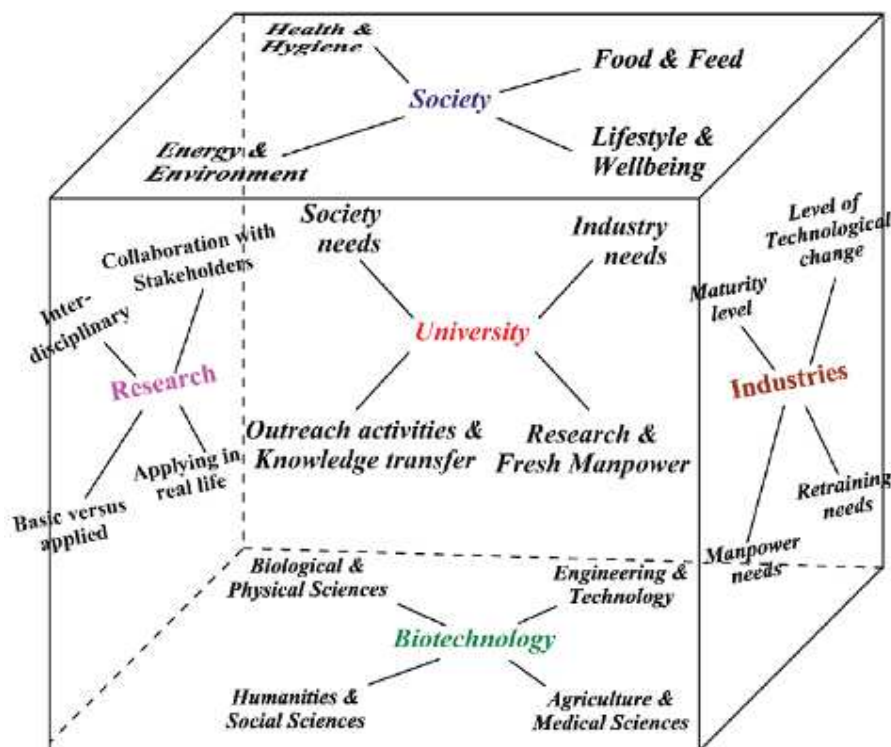 Health &
Hygiene
Food & Feed
Society
Energy &
Environment
Lifestyle &
Wellbeing
Society
needs
Industry
needs
University
Outreach activities &
Knowledge transfer
Research &
Fresh Manpower
Collaboration with
Stakeholders
Inter-
disciplinary
Research
Applying in
real life
Basic versus
applied
Level of
Technological
change
Maturity
level
Industries
Retraining
needs
Manpower
needs
Biological &
Physical Sciences
Engineering &
Technology
Biotechnology
Humanities &
Social Sciences
Agriculture &
Medical Sciences